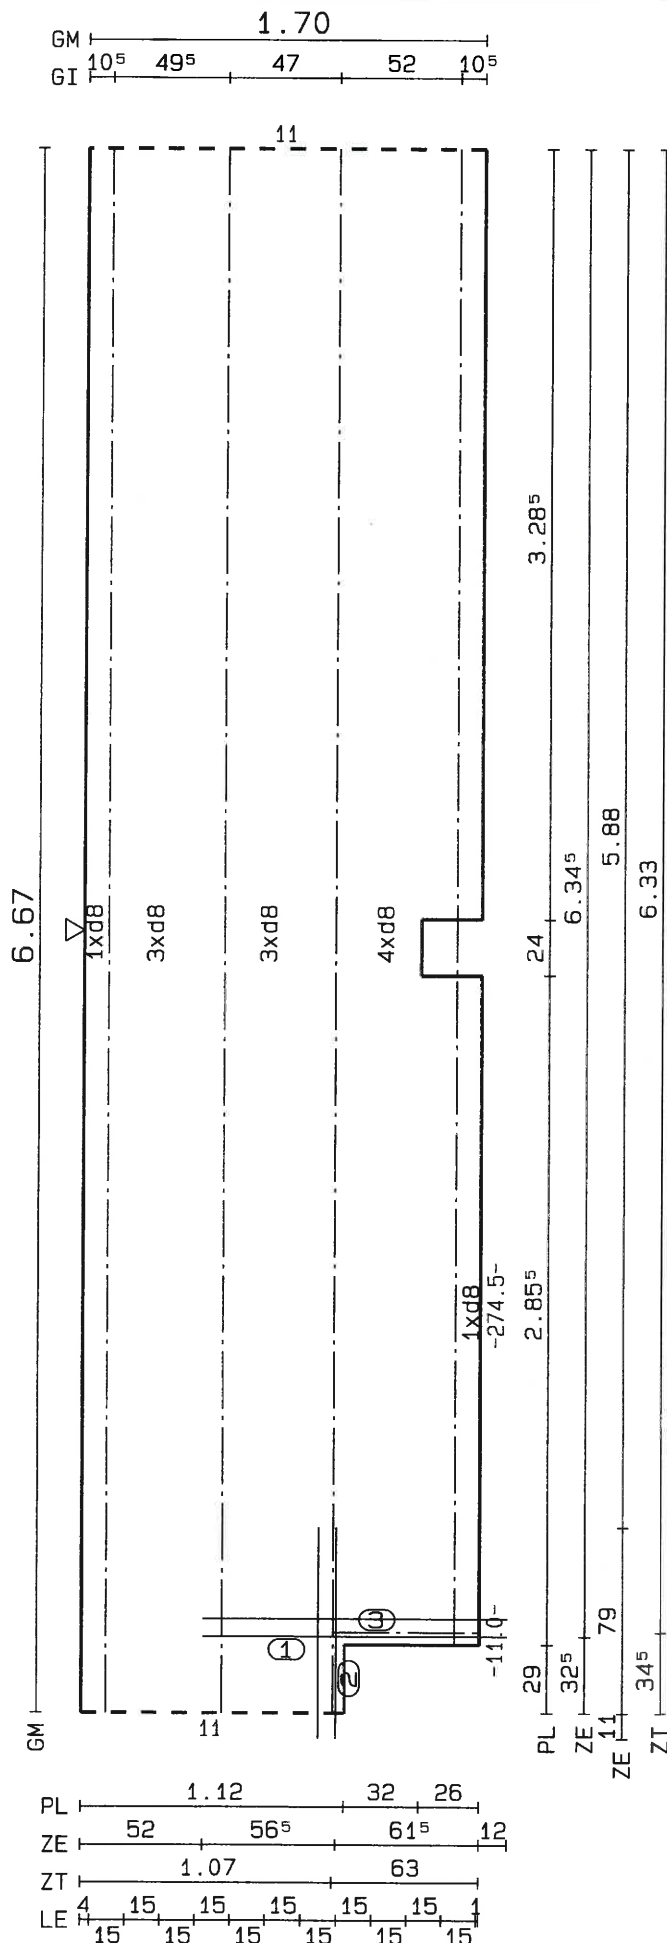 GM 1.70
GI 10⁵ 49⁵ 47 52 10⁵
11
3.28⁵
5.88
6.34⁵
6.33
6.67
1xd8 3xd8 3xd8 4xd8
24
1xd8
-274.5-
2.85⁵
79
3
1
-11.0-
2
29
32⁵
34⁵
11
11
GM
PL
ZE
ZE
ZT
PL 1.12 32 26
ZE 52 56⁵ 61⁵ 12
ZT 1.07 63
LE 4 15 15 15 15 15 1
15 15 15 15 15 15